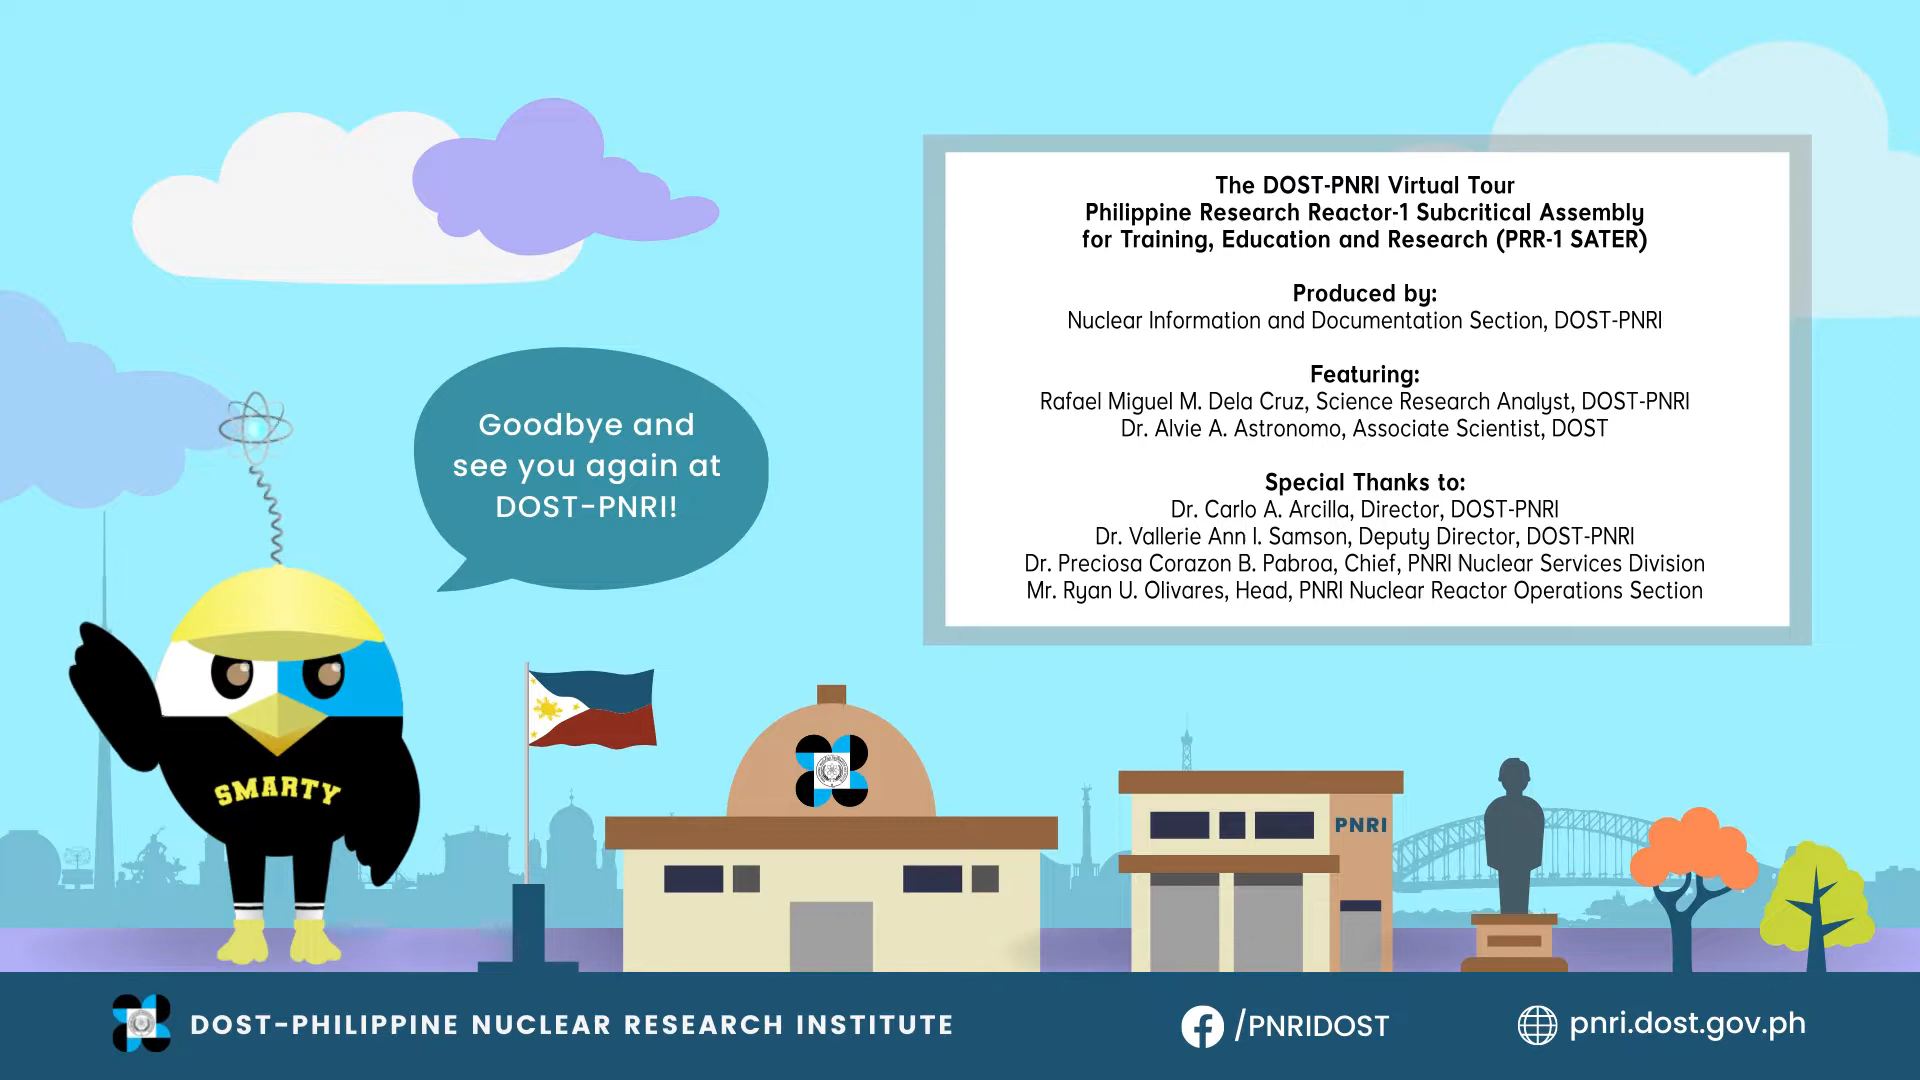 The DOST-PNRI Virtual Tour
Philippine Research Reactor-1 Subcritical Assembly
for Training, Education and Research (PRR-1 SATER)
Produced by:
Nuclear Information and Documentation Section, DOST-PNRI
Featuring:
Rafael Miguel M. Dela Cruz, Science Research Analyst, DOST-PNRI
Dr. Alvie A. Astronomo, Associate Scientist, DOST
Special Thanks to:
Dr. Carlo A. Arcilla, Director, DOST-PNRI
Dr. Vallerie Ann I. Samson, Deputy Director, DOST-PNRI
Dr. Preciosa Corazon B. Pabroa, Chief, PNRI Nuclear Services Division
Mr. Ryan U. Olivares, Head, PNRI Nuclear Reactor Operations Section
Goodbye and
see you again at
DOST-PNRI!
SMARTY
PNRI
DOST-PHILIPPINE NUCLEAR RESEARCH INSTITUTE
/PNRIDOST
pnri.dost.gov.ph